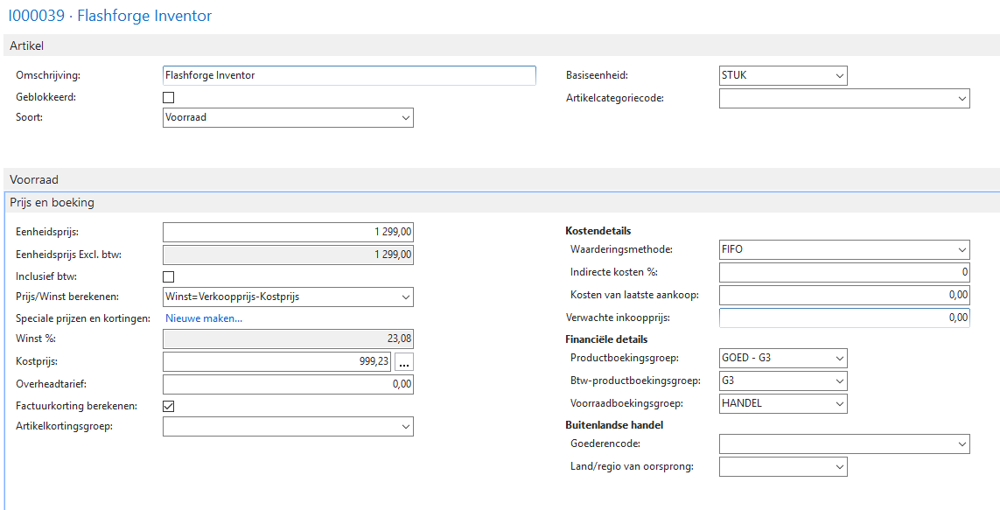 I000039 · Flashforge Inventor
Artikel
Omschrijving: Flashforge Inventor
Geblokkeerd:
Soort: Voorraad
Basiseenheid: STUK
Artikelcategoriecode:
Voorraad
Prijs en boeking
Eenheidsprijs: 1 299,00
Eenheidsprijs Excl. btw: 1 299,00
Inclusief btw:
Prijs/Winst berekenen: Winst=Verkoopprijs-Kostprijs
Speciale prijzen en kortingen: Nieuwe maken...
Winst %: 23,08
Kostprijs: 999,23 ...
Overheadtarief: 0,00
Factuurkorting berekenen:
Artikelkortingsgroep:
Kostendetails
Waarderingsmethode: FIFO
Indirecte kosten %: 0
Kosten van laatste aankoop: 0,00
Verwachte inkoopprijs: 0,00
Financiële details
Productboekingsgroep: GOED - G3
Btw-productboekingsgroep: G3
Voorraadboekingsgroep: HANDEL
Buitenlandse handel
Goederencode:
Land/regio van oorsprong: